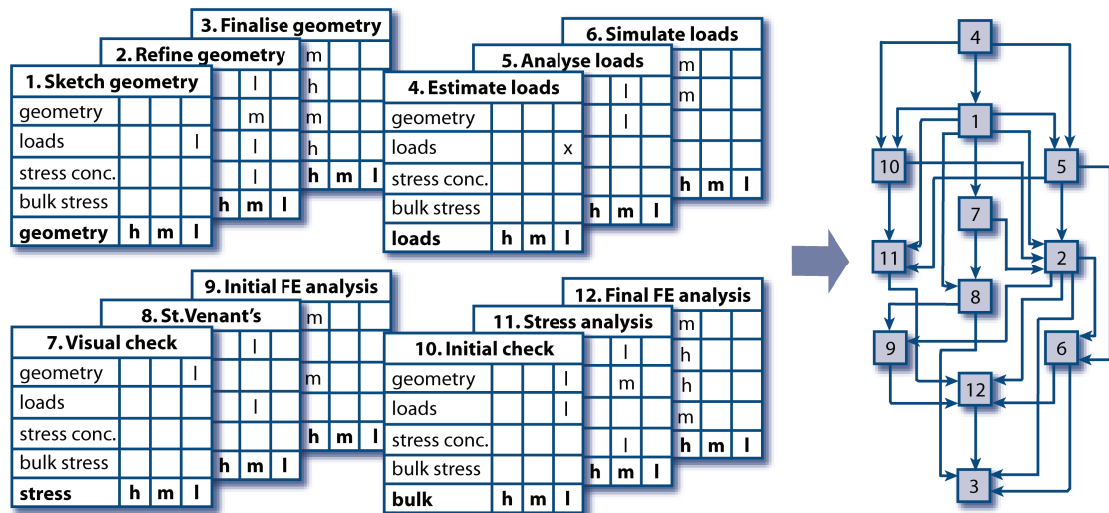 3. Finalise geometry
m
h
m
h
h m l
2. Refine geometry
l
m
l
l
h m l
1. Sketch geometry
geometry
loads l
stress conc.
bulk stress
geometry h m l
6. Simulate loads
m
m
h m l
5. Analyse loads
l
l
h m l
4. Estimate loads
geometry
loads x
stress conc.
bulk stress
loads h m l
9. Initial FE analysis
m
m
h m l
8. St.Venant's
l
l
h m l
7. Visual check
geometry l
loads
stress conc.
bulk stress
stress h m l
12. Final FE analysis
m
h
h
m
h m l
11. Stress analysis
l
m
l
h m l
10. Initial check
geometry l
loads l
stress conc.
bulk stress
bulk h m l
4
1
10 5
7
11 2
8
9 6
12
3